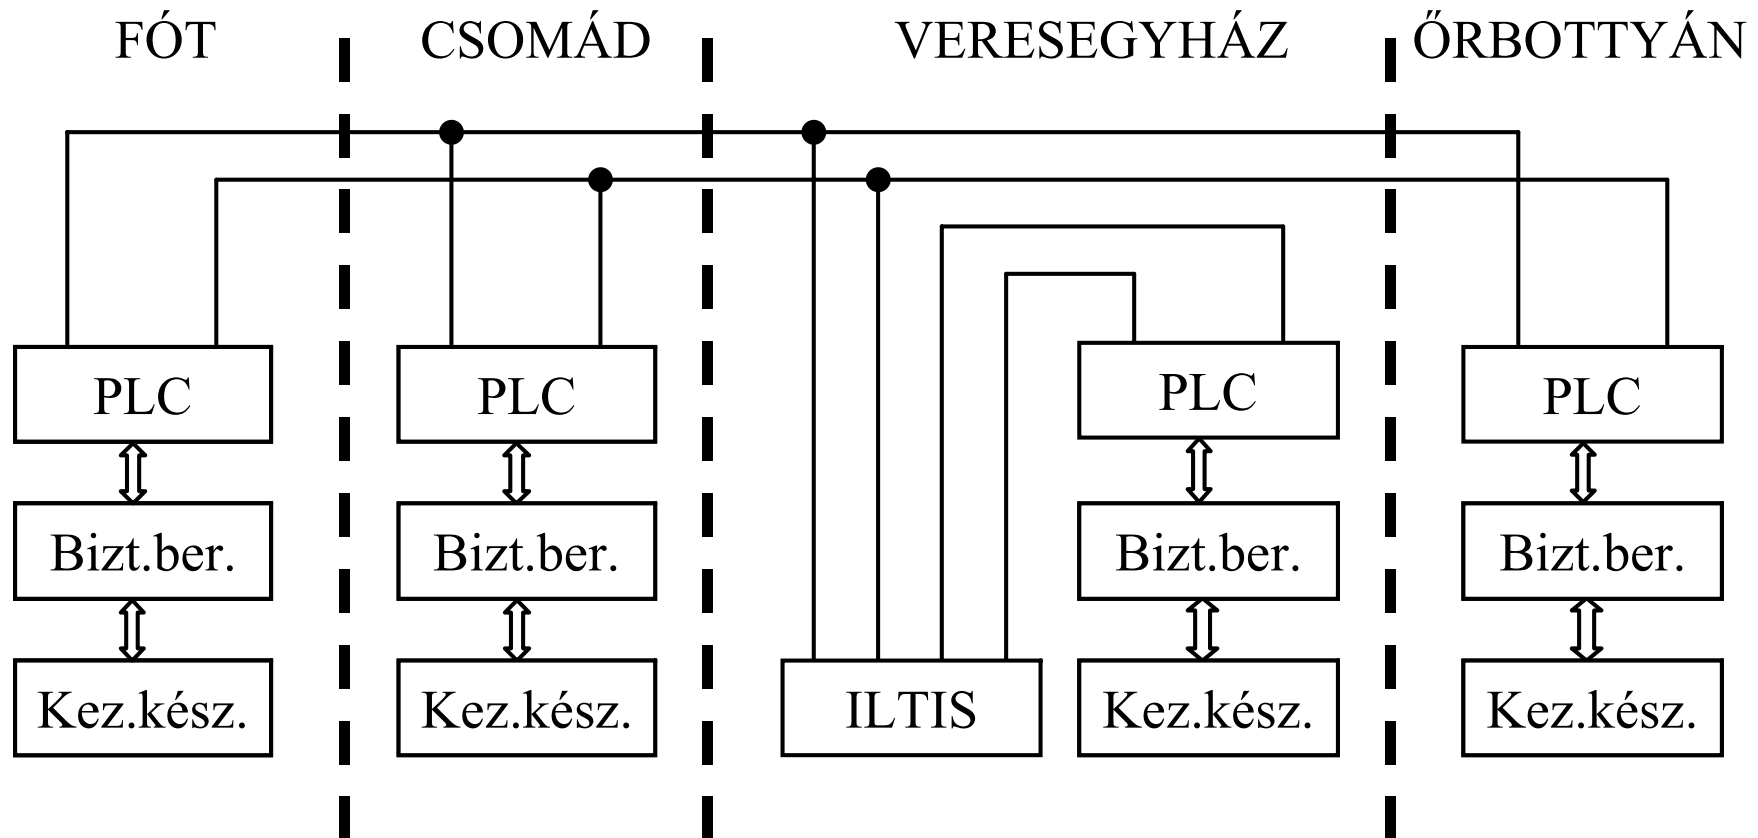 FÓT
CSOMÁD
VERESEGYHÁZ
ŐRBOTTYÁN
PLC
PLC
PLC
PLC
Bizt.ber.
Bizt.ber.
Bizt.ber.
Bizt.ber.
Kez.kész.
Kez.kész.
ILTIS
Kez.kész.
Kez.kész.